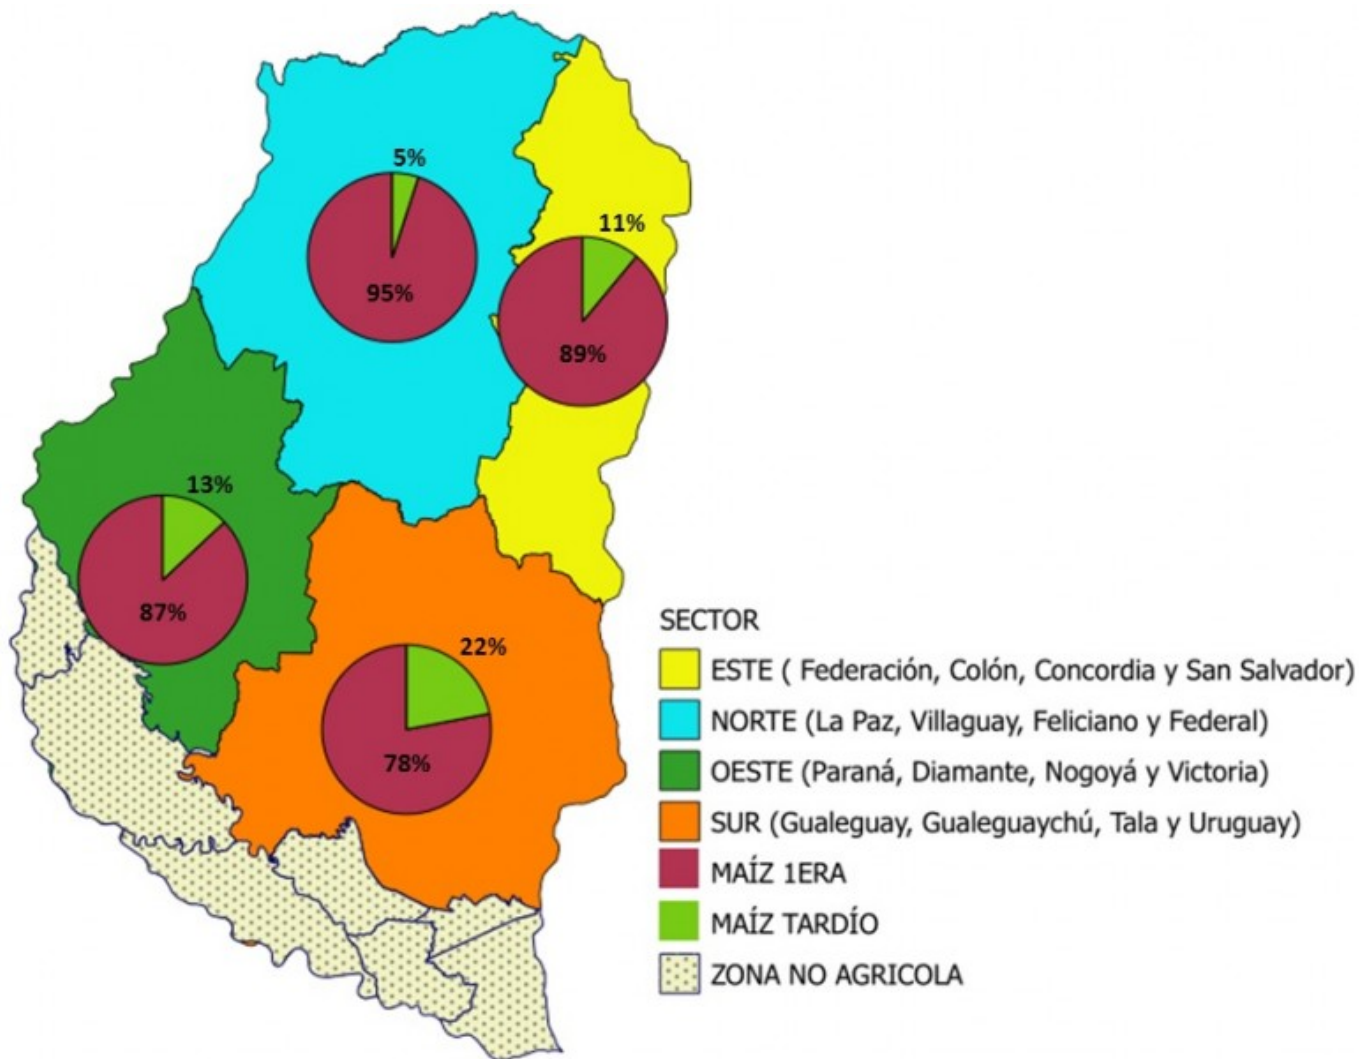 5%
95%
11%
89%
13%
87%
22%
78%
SECTOR
ESTE ( Federación, Colón, Concordia y San Salvador)
NORTE (La Paz, Villaguay, Feliciano y Federal)
OESTE (Paraná, Diamante, Nogoyá y Victoria)
SUR (Gualeguay, Gualeguaychú, Tala y Uruguay)
MAÍZ 1ERA
MAÍZ TARDÍO
ZONA NO AGRICOLA